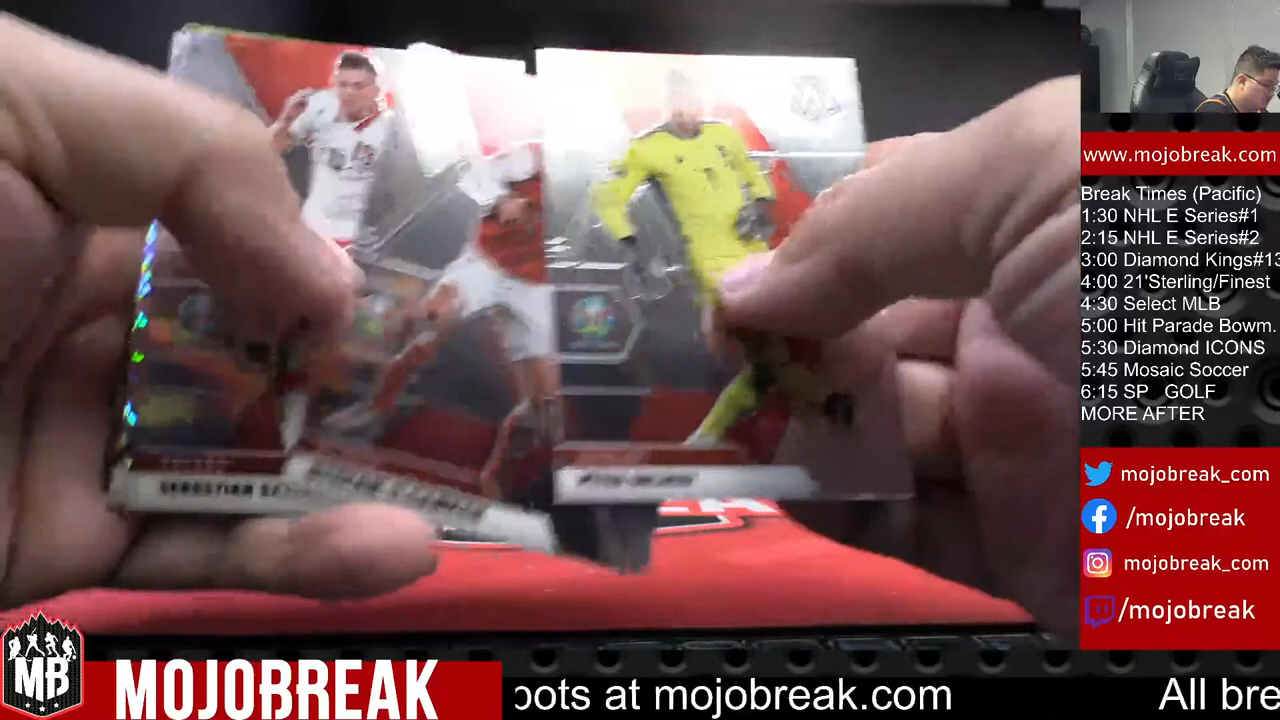 www.mojobreak.com
Break Times (Pacific)
1:30 NHL E Series#1
2:15 NHL E Series#2
3:00 Diamond Kings#13
4:00 21'Sterling/Finest
4:30 Select MLB
5:00 Hit Parade Bowm.
5:30 Diamond ICONS
5:45 Mosaic Soccer
6:15 SP GOLF
MORE AFTER
mojobreak_com
/mojobreak
mojobreak_com
/mojobreak
SEBASTIAN
MB
MOJOBREAK
oots at mojobreak.com
All bre